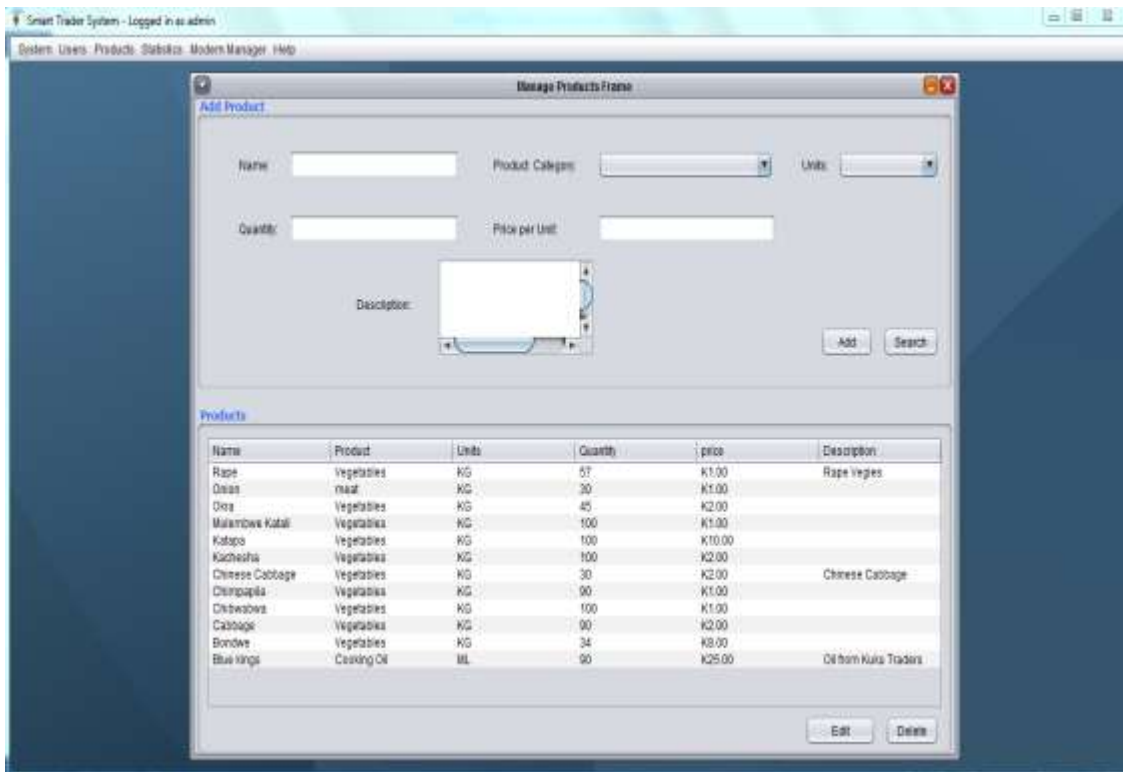 Smart Trader System - Logged in as admin
System Users Products Statistics Modem Manager Help
Manage Products Frame
Add Product
Name: Product Category: Units:
Quantity: Price per Unit:
Description:
Add Search
Products
Name Product Units Quantity price Description
Rape Vegetables KG 57 K1.00 Rape Vegies
Onion meat KG 30 K1.00
Okra Vegetables KG 45 K2.00
Katali Vegetables KG 100 K1.00
Katapa Vegetables KG 100 K10.00
Kachesha Vegetables KG 100 K2.00
Chinese Cabbage Vegetables KG 30 K2.00 Chinese Cabbage
Chimpapila Vegetables KG 90 K1.00
Chibwabwa Vegetables KG 100 K1.00
Cabbage Vegetables KG 90 K2.00
Bondwe Vegetables KG 34 K8.00
Blue kings Cooking Oil ML 90 K25.00 Oil from Kuka Traders
Edit Delete